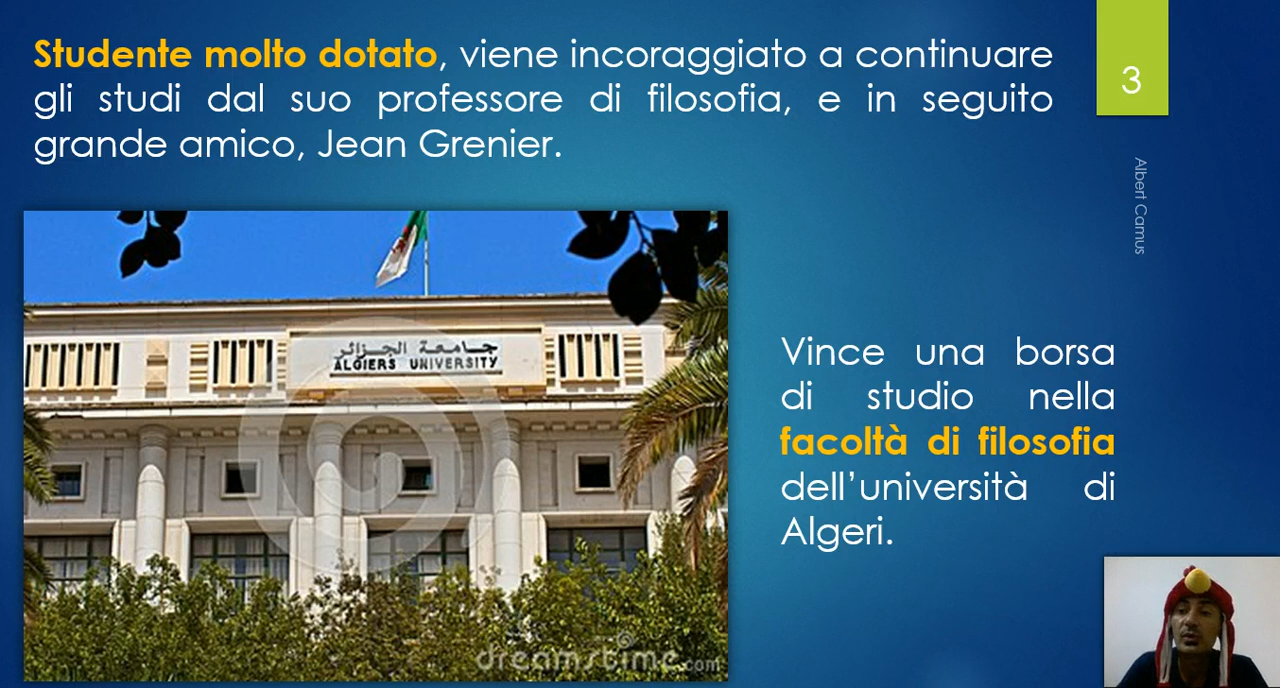 Studente molto dotato, viene incoraggiato a continuare
gli studi dal suo professore di filosofia, e in seguito
grande amico, Jean Grenier.
3
Albert Camus
جامعة الجزائر
ALGIERS UNIVERSITY
Vince una borsa
di studio nella
facoltà di filosofia
dell’università di
Algeri.
dreamstime.com